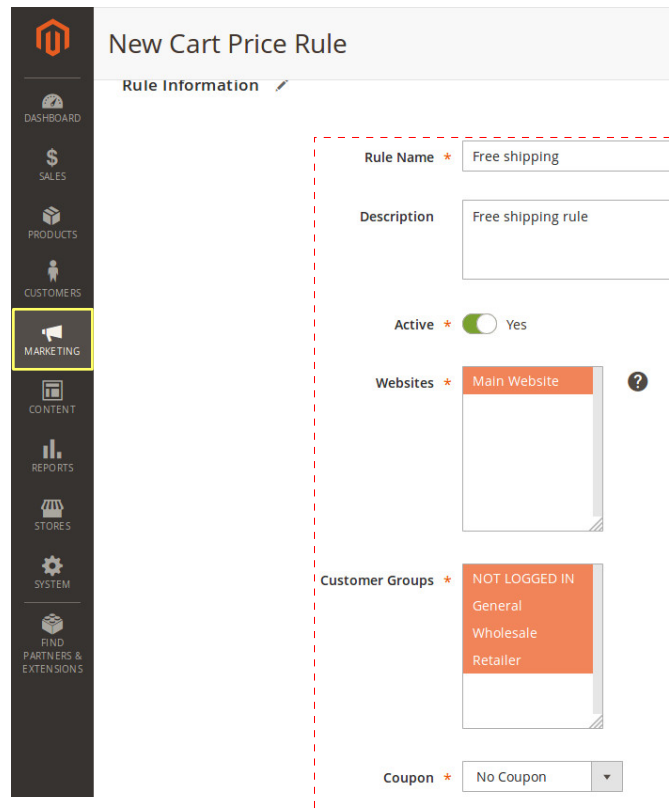 New Cart Price Rule
Rule Information
DASHBOARD
$
SALES
PRODUCTS
CUSTOMERS
MARKETING
CONTENT
REPORTS
STORES
SYSTEM
FIND
PARTNERS &
EXTENSIONS
Rule Name * Free shipping
Description Free shipping rule
Active * Yes
Websites * Main Website ?
Customer Groups * NOT LOGGED IN
General
Wholesale
Retailer
Coupon * No Coupon